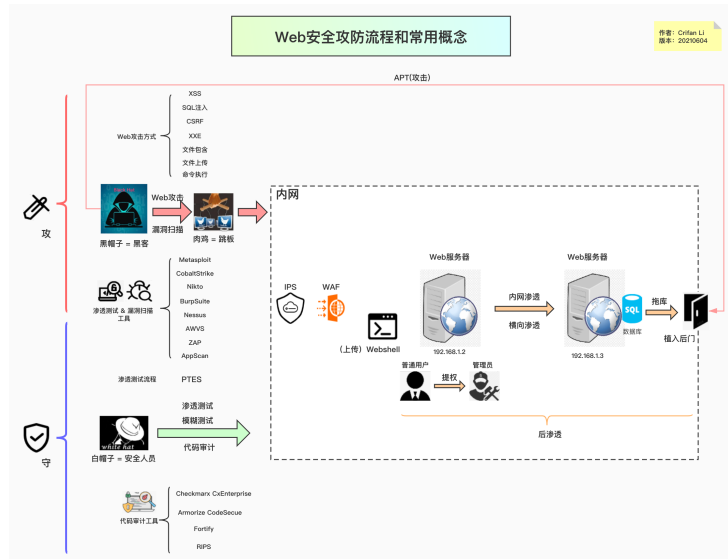 Web安全攻防流程和常用概念
作者：Crifan Li
版本：20210604
APT(攻击)
XSS
SQL注入
CSRF
Web攻击方式
XXE
文件包含
文件上传
命令执行
攻
Web攻击
漏洞扫描
黑帽子 = 黑客
肉鸡 = 跳板
内网
IPS
WAF
(上传) Webshell
Web服务器
192.168.1.2
内网渗透
横向渗透
Web服务器
192.168.1.3
SQL
数据库
拖库
植入后门
普通用户
提权
管理员
后渗透
Metasploit
CobaltStrike
Nikto
BurpSuite
Nessus
AWVS
ZAP
AppScan
渗透测试 & 漏洞扫描
工具
渗透测试流程
PTES
守
white hat
白帽子 = 安全人员
渗透测试
模糊测试
代码审计
代码审计工具
Checkmarx CxEnterprise
Armorize CodeSecue
Fortify
RIPS